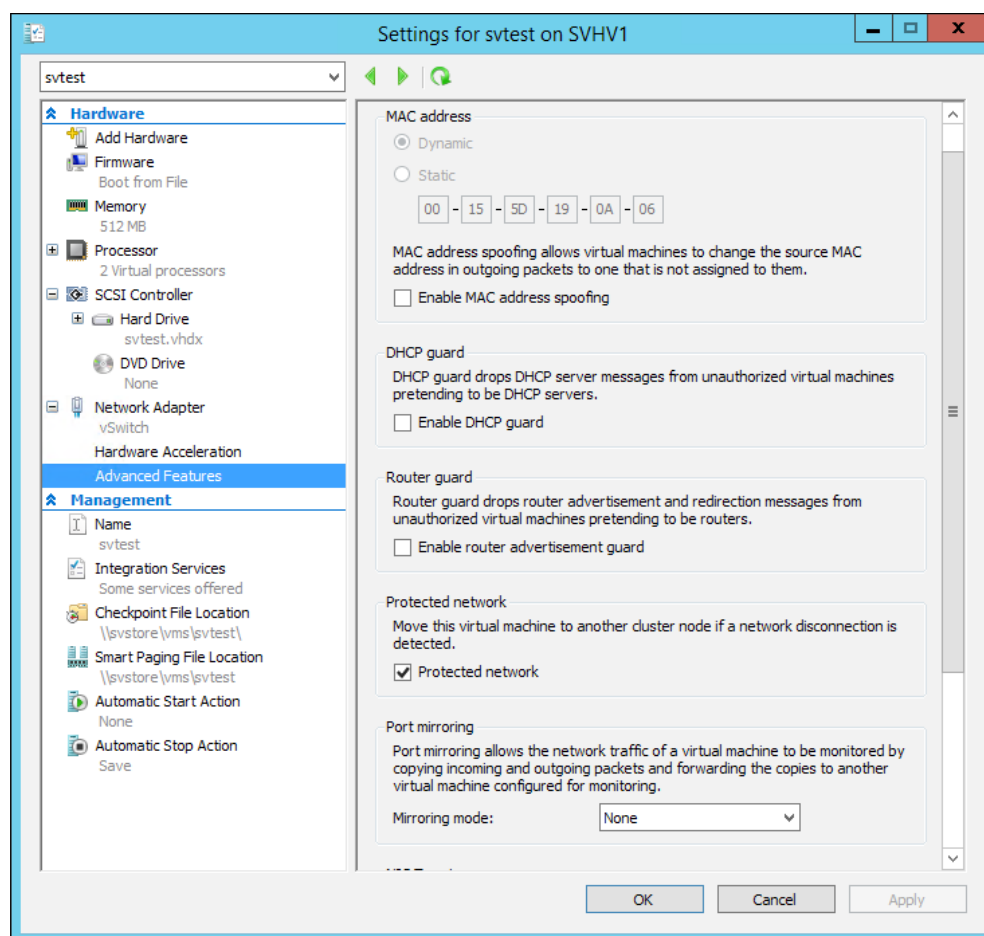 Settings for svtest on SVHV1
svtest
Hardware
Add Hardware
Firmware
Boot from File
Memory
512 MB
Processor
2 Virtual processors
SCSI Controller
Hard Drive
svtest.vhdx
DVD Drive
None
Network Adapter
vSwitch
Hardware Acceleration
Advanced Features
Management
Name
svtest
Integration Services
Some services offered
Checkpoint File Location
\\svstore\vms\svtest\
Smart Paging File Location
\\svstore\vms\svtest
Automatic Start Action
None
Automatic Stop Action
Save
MAC address
Dynamic
Static
00 - 15 - 5D - 19 - 0A - 06
MAC address spoofing allows virtual machines to change the source MAC
address in outgoing packets to one that is not assigned to them.
Enable MAC address spoofing
DHCP guard
DHCP guard drops DHCP server messages from unauthorized virtual machines
pretending to be DHCP servers.
Enable DHCP guard
Router guard
Router guard drops router advertisement and redirection messages from
unauthorized virtual machines pretending to be routers.
Enable router advertisement guard
Protected network
Move this virtual machine to another cluster node if a network disconnection is
detected.
Protected network
Port mirroring
Port mirroring allows the network traffic of a virtual machine to be monitored by
copying incoming and outgoing packets and forwarding the copies to another
virtual machine configured for monitoring.
Mirroring mode: None
OK Cancel Apply